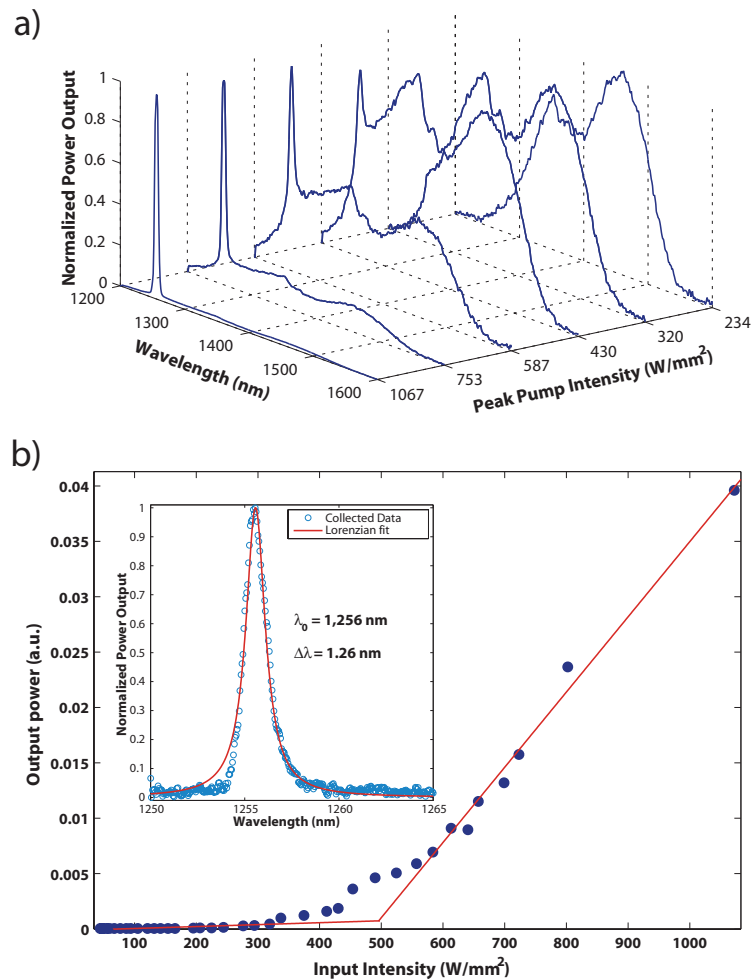 a)
Normalized Power Output
1
0.8
0.6
0.4
0.2
0
1200
1300
1400
1500
1600
Wavelength (nm)
1067
753
587
430
320
234
Peak Pump Intensity (W/mm²)
b)
0.04
0.035
0.03
0.025
0.02
0.015
0.01
0.005
0
Output power (a.u.)
100 200 300 400 500 600 700 800 900 1000
Input Intensity (W/mm²)
1
0.9
0.8
0.7
0.6
0.5
0.4
0.3
0.2
0.1
0
Normalized Power Output
Collected Data
Lorenzian fit
λ₀ = 1,256 nm
Δλ = 1.26 nm
1250 1255 1260 1265
Wavelength (nm)